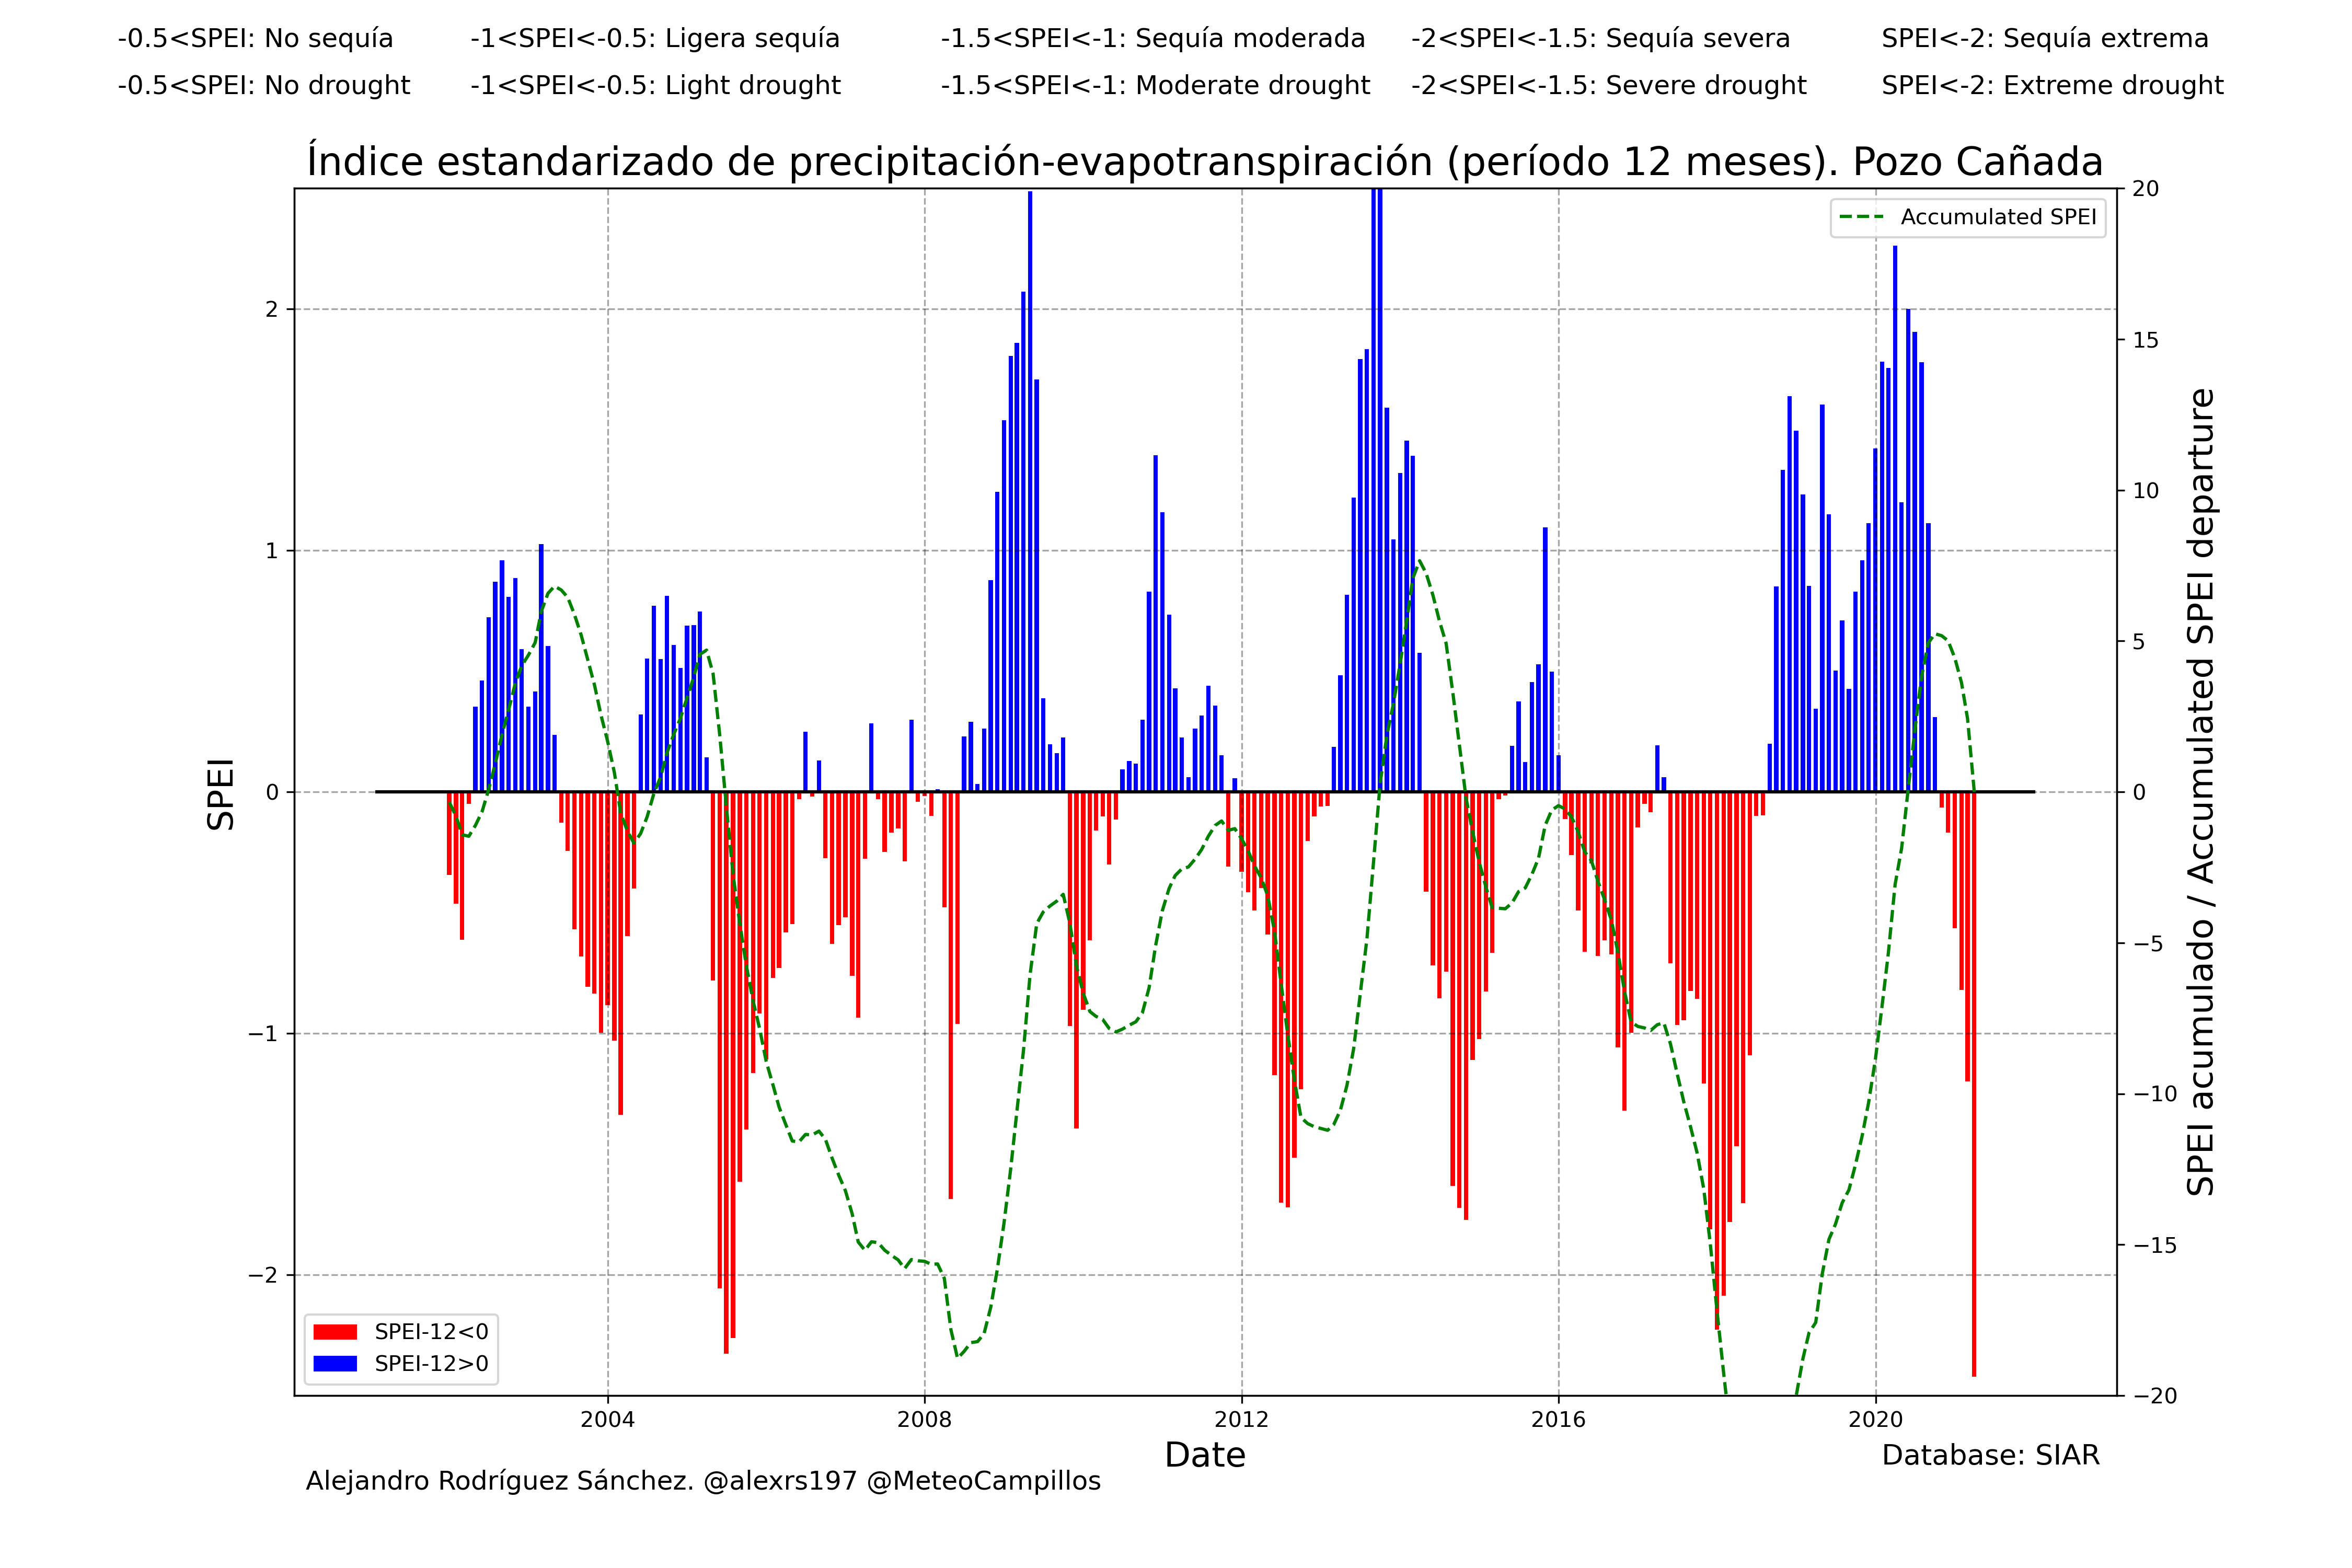 -0.5<SPEI: No sequía -1<SPEI<-0.5: Ligera sequía -1.5<SPEI<-1: Sequía moderada -2<SPEI<-1.5: Sequía severa SPEI<-2: Sequía extrema
-0.5<SPEI: No drought -1<SPEI<-0.5: Light drought -1.5<SPEI<-1: Moderate drought -2<SPEI<-1.5: Severe drought SPEI<-2: Extreme drought
Índice estandarizado de precipitación-evapotranspiración (período 12 meses). Pozo Cañada
Accumulated SPEI
SPEI
2
1
0
−1
−2
20
15
10
5
0
−5
−10
−15
−20
SPEI acumulado / Accumulated SPEI departure
SPEI-12<0
SPEI-12>0
2004 2008 2012 2016 2020
Date
Database: SIAR
Alejandro Rodríguez Sánchez. @alexrs197 @MeteoCampillos